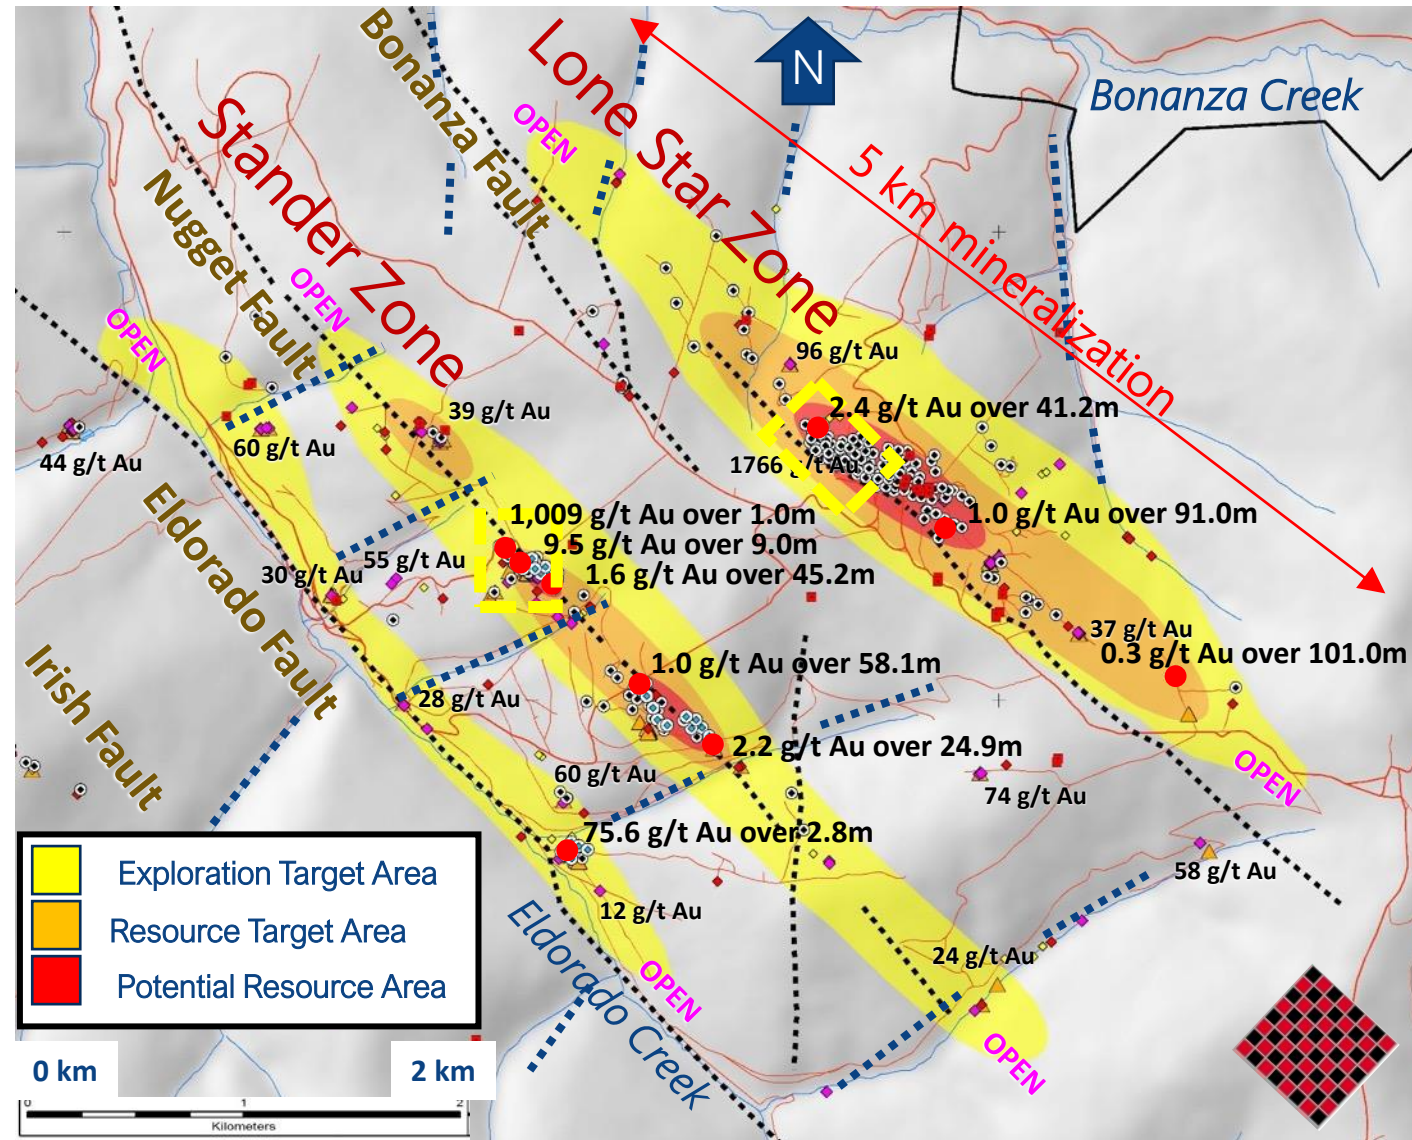 Bonanza Fault
Lone Star Zone
N
Bonanza Creek
OPEN
5 km mineralization
Stander Zone
Nugget Fault
OPEN
OPEN
96 g/t Au
2.4 g/t Au over 41.2m
39 g/t Au
60 g/t Au
44 g/t Au
1766 g/t Au
1,009 g/t Au over 1.0m
1.0 g/t Au over 91.0m
9.5 g/t Au over 9.0m
55 g/t Au
30 g/t Au
1.6 g/t Au over 45.2m
Eldorado Fault
37 g/t Au
0.3 g/t Au over 101.0m
1.0 g/t Au over 58.1m
Irish Fault
28 g/t Au
2.2 g/t Au over 24.9m
60 g/t Au
OPEN
74 g/t Au
75.6 g/t Au over 2.8m
58 g/t Au
Exploration Target Area
Resource Target Area
Potential Resource Area
12 g/t Au
24 g/t Au
Eldorado Creek
OPEN
OPEN
0 km
2 km
0
1
2
Kilometers